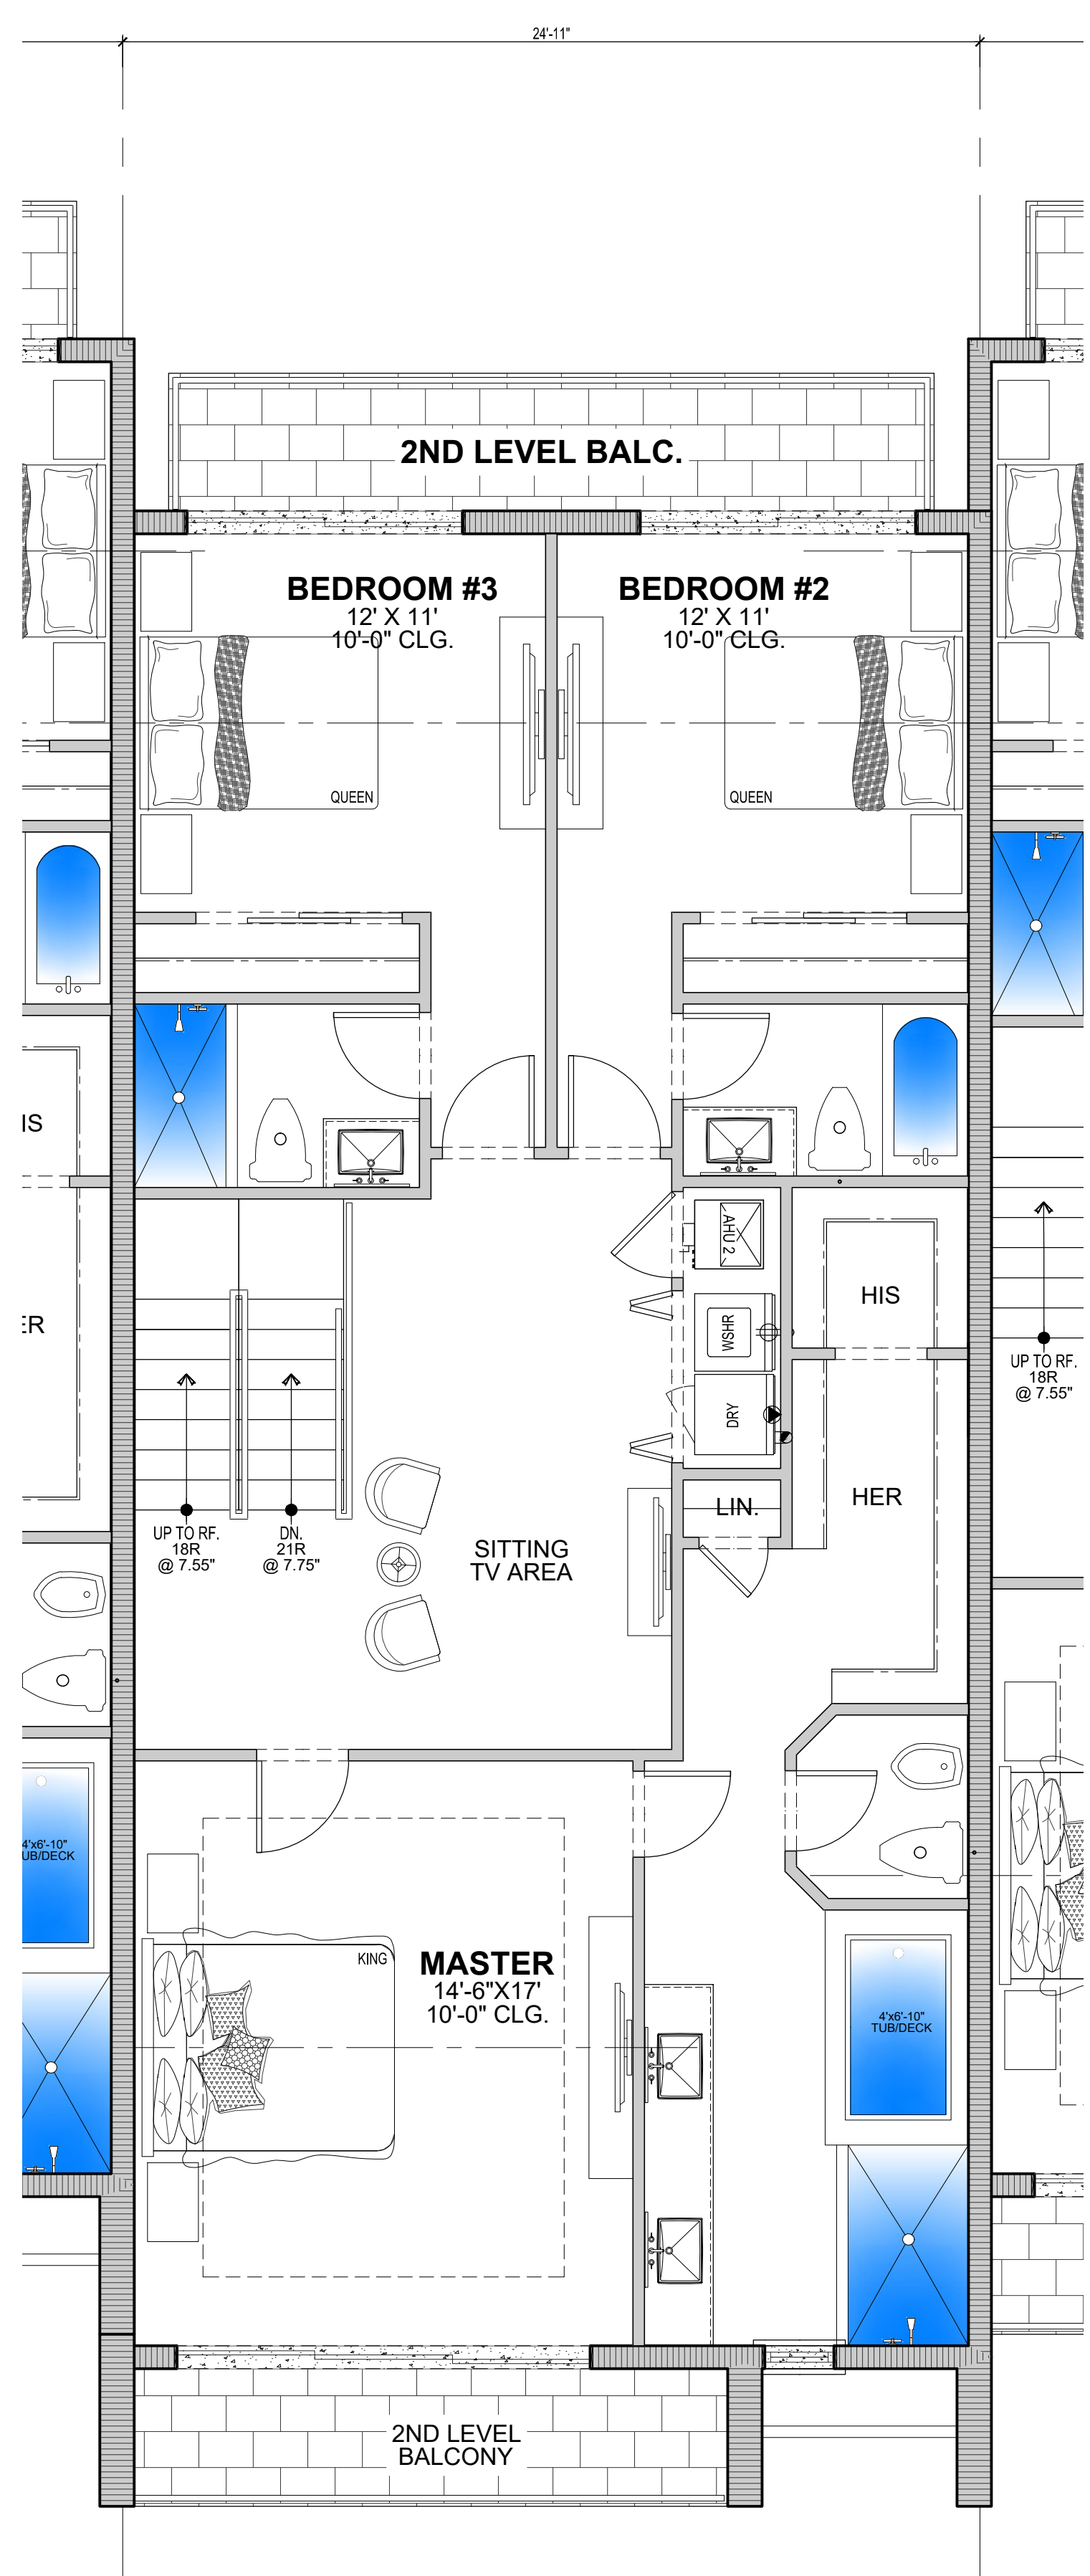 24'-11"
2ND LEVEL BALC.
BEDROOM #3
12' X 11'
10'-0" CLG.
BEDROOM #2
12' X 11'
10'-0" CLG.
QUEEN
QUEEN
IS
AHU 2
HIS
WSHR
ER
UP TO RF.
18R
@ 7.55"
DRY
HER
LIN.
UP TO RF.
18R
@ 7.55"
DN.
21R
@ 7.75"
SITTING
TV AREA
4'x6'-10"
UB/DECK
KING
MASTER
14'-6"X17'
10'-0" CLG.
4'x6'-10"
TUB/DECK
2ND LEVEL
BALCONY